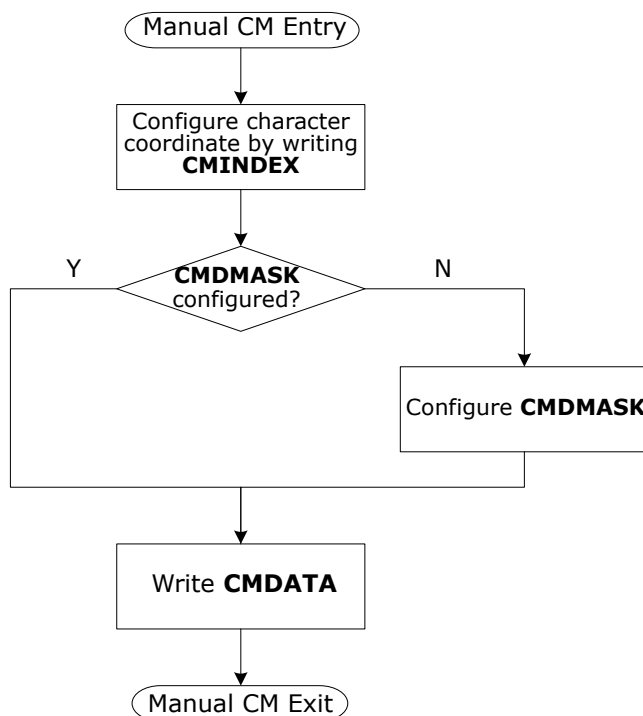 Manual CM Entry
Configure character
coordinate by writing
CMINDEX
Y
CMDMASK
N
configured?
Configure CMDMASK
Write CMDATA
Manual CM Exit